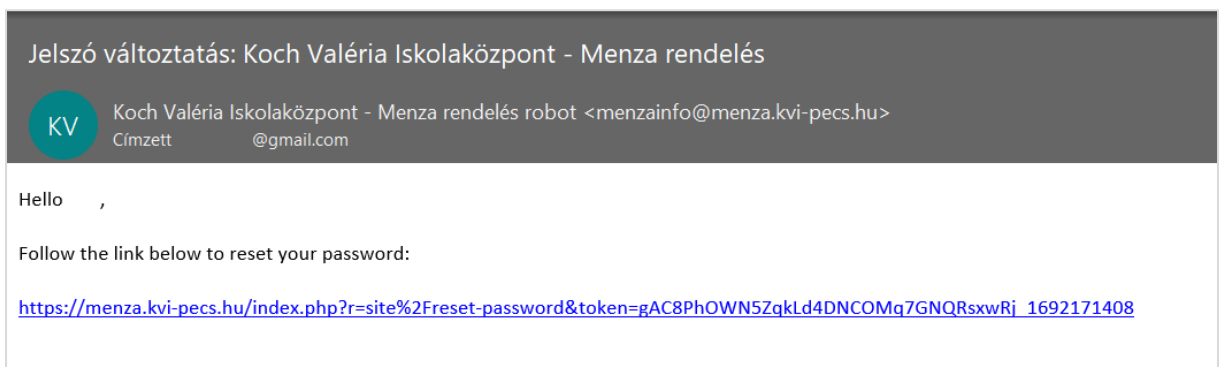 Jelszó változtatás: Koch Valéria Iskolaközpont - Menza rendelés
KV
Koch Valéria Iskolaközpont - Menza rendelés robot <menzainfo@menza.kvi-pecs.hu>
Címzett @gmail.com
Hello ,
Follow the link below to reset your password:
https://menza.kvi-pecs.hu/index.php?r=site%2Freset-password&token=gAC8PhOWN5ZqkLd4DNCOMq7GNQRsxwRj_1692171408